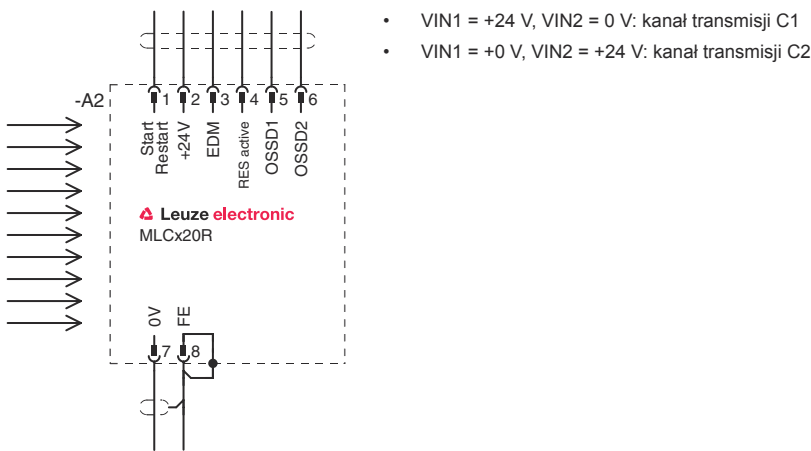 • VIN1 = +24 V, VIN2 = 0 V: kanał transmisji C1
• VIN1 = +0 V, VIN2 = +24 V: kanał transmisji C2
-A2
1 2 3 4 5 6
Start
Restart
+24V
EDM
RES active
OSSD1
OSSD2
Leuze electronic
MLCx20R
0V
FE
7 8